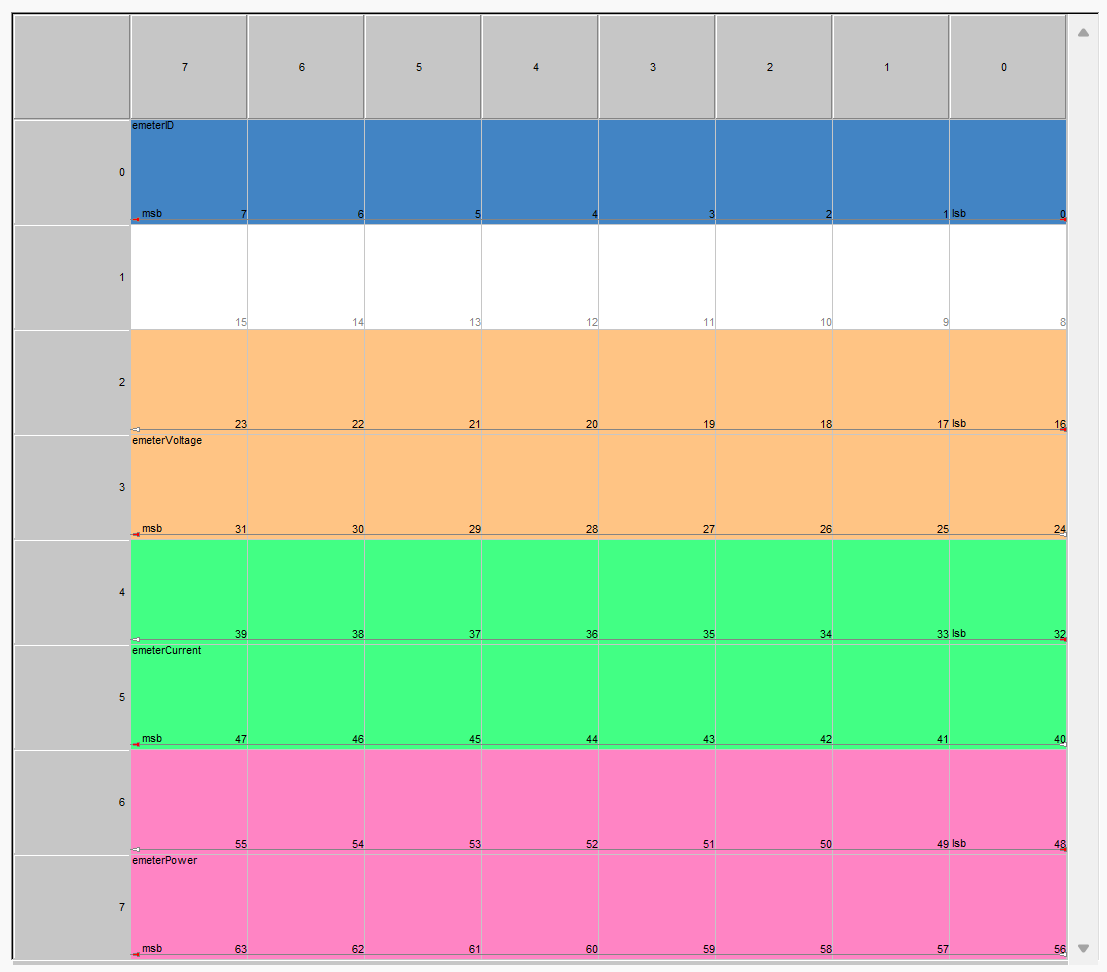 7 6 5 4 3 2 1 0
emeterID
0
msb 7 6 5 4 3 2 1 lsb 0
1
15 14 13 12 11 10 9 8
2
23 22 21 20 19 18 17 lsb 16
emeterVoltage
3
msb 31 30 29 28 27 26 25 24
4
39 38 37 36 35 34 33 lsb 32
emeterCurrent
5
msb 47 46 45 44 43 42 41 40
6
55 54 53 52 51 50 49 lsb 48
emeterPower
7
msb 63 62 61 60 59 58 57 56